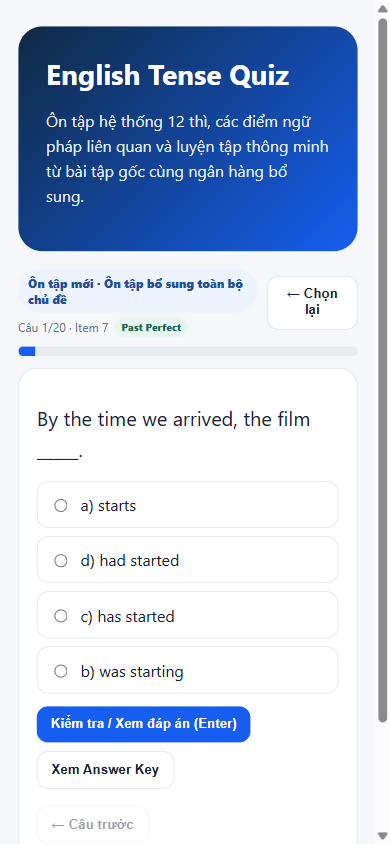 English Tense Quiz
Ôn tập hệ thống 12 thì, các điểm ngữ
pháp liên quan và luyện tập thông minh
từ bài tập gốc cùng ngân hàng bổ
sung.
Ôn tập mới · Ôn tập bổ sung toàn bộ
chủ đề
← Chọn
lại
Câu 1/20 · Item 7 Past Perfect
By the time we arrived, the film
_____.
a) starts
d) had started
c) has started
b) was starting
Kiểm tra / Xem đáp án (Enter)
Xem Answer Key
← Câu trước